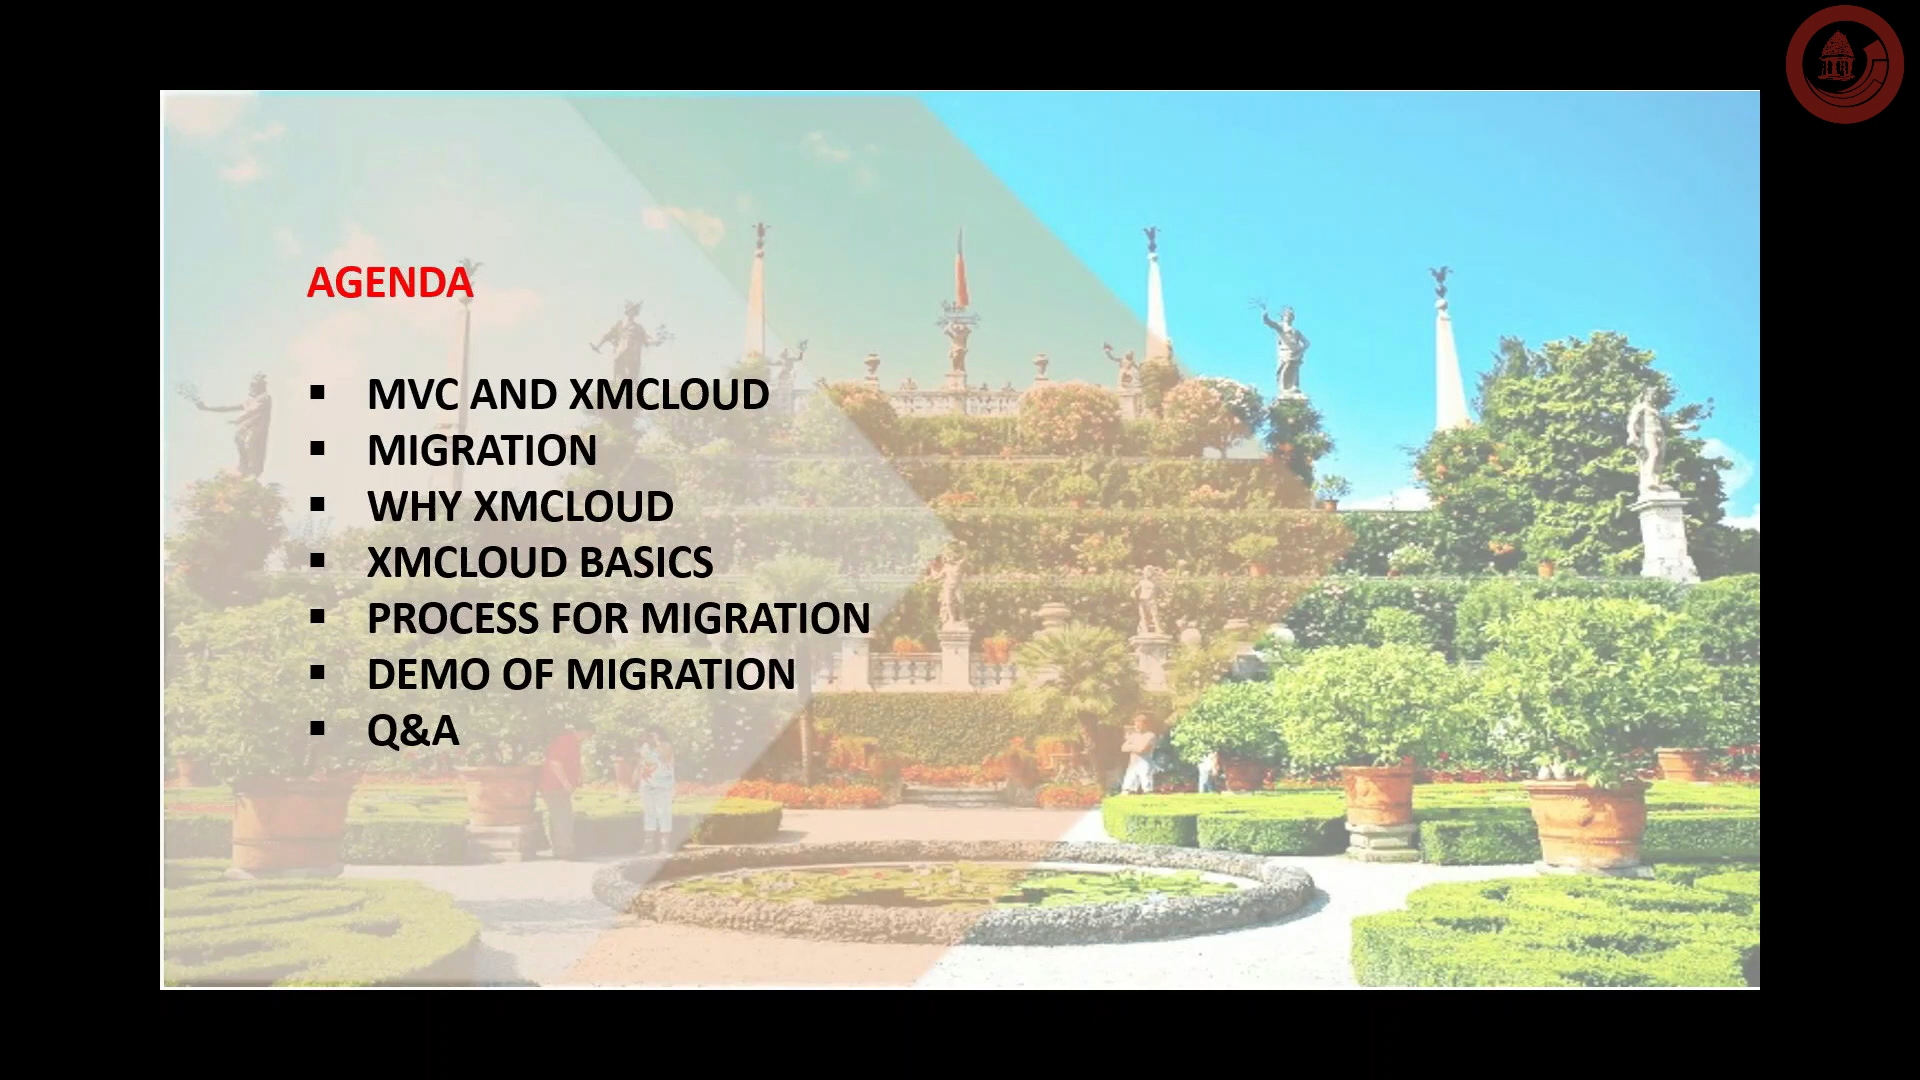 AGENDA
▪ MVC AND XMCLOUD
▪ MIGRATION
▪ WHY XMCLOUD
▪ XMCLOUD BASICS
▪ PROCESS FOR MIGRATION
▪ DEMO OF MIGRATION
▪ Q&A